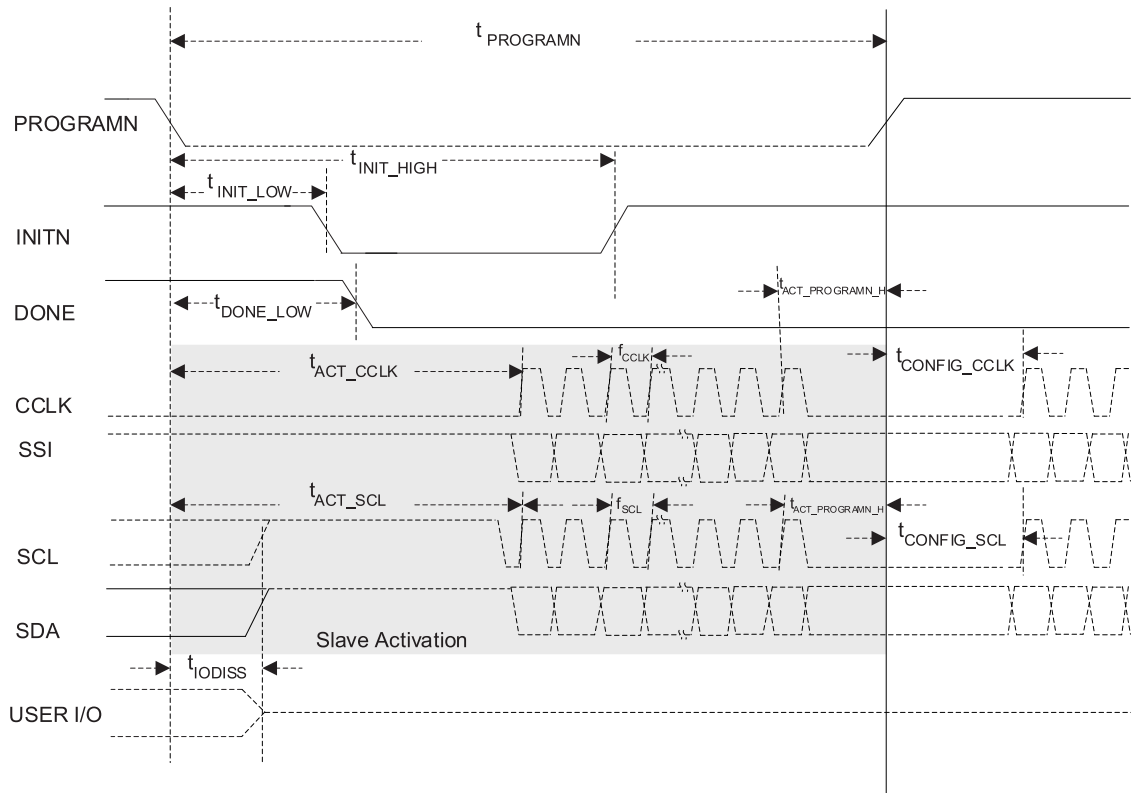 t PROGRAMN
PROGRAMN
t INIT_HIGH
t INIT_LOW
INITN
t ACT_PROGRAMN_H
DONE
t DONE_LOW
f CCLK
t ACT_CCLK
t CONFIG_CCLK
CCLK
SSI
t ACT_SCL
f SCL
t ACT_PROGRAMN_H
t CONFIG_SCL
SCL
SDA
Slave Activation
t IODISS
USER I/O